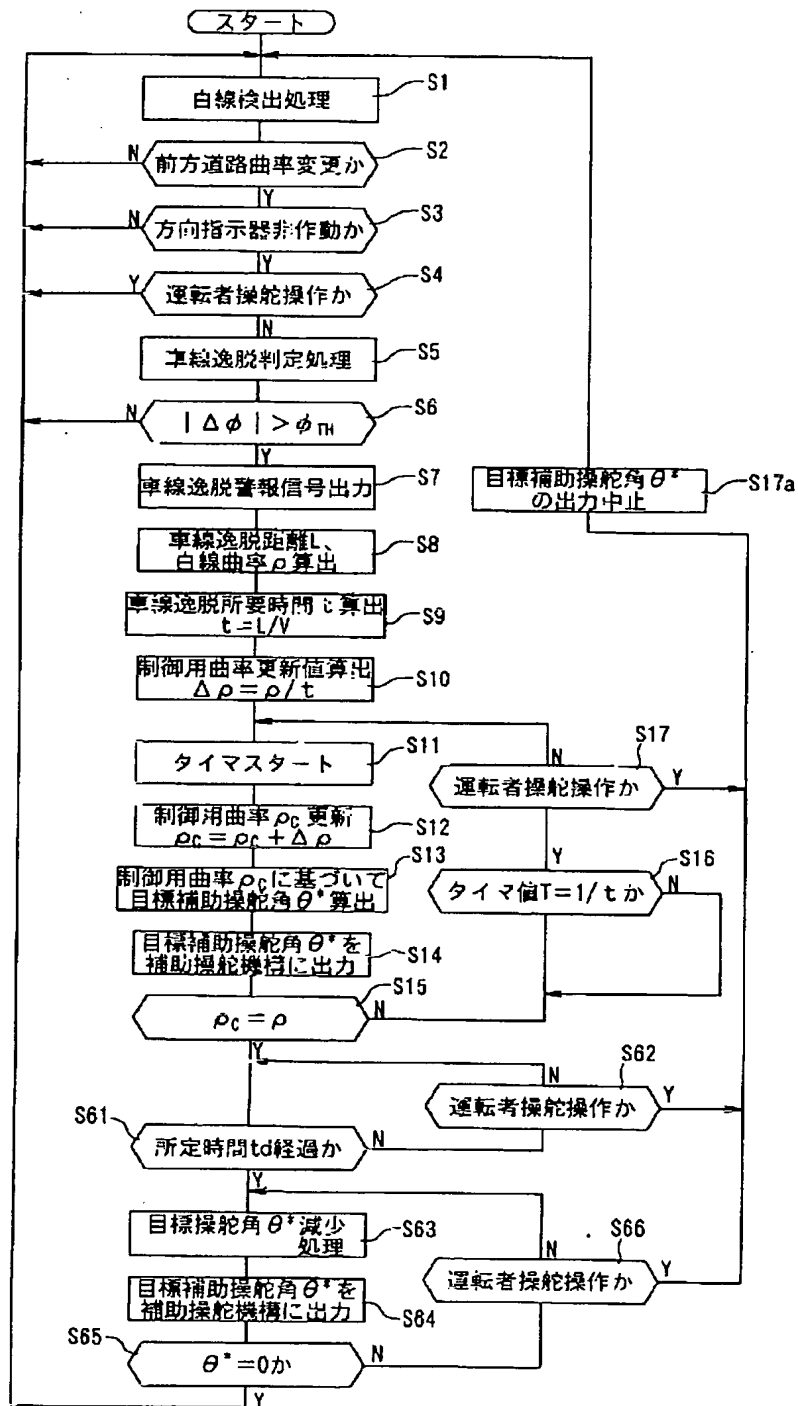 スタート
白線検出処理
S1
前方道路曲率変更か
S2
N
Y
方向指示器非作動か
S3
N
Y
運転者操舵操作か
S4
Y
N
車線逸脱判定処理
S5
|Δφ|>φTH
S6
N
Y
車線逸脱警報信号出力
S7
車線逸脱距離L、
白線曲率ρ算出
S8
車線逸脱所要時間t算出
t=L/V
S9
制御用曲率更新値算出
Δρ=ρ/t
S10
タイマスタート
S11
制御用曲率ρC更新
ρC=ρC+Δρ
S12
制御用曲率ρCに基づいて
目標補助操舵角θ*算出
S13
目標補助操舵角θ*を
補助操舵機構に出力
S14
ρC=ρ
S15
N
Y
タイマ値T=1/tか
S16
N
Y
運転者操舵操作か
S17
N
Y
目標補助操舵角θ*
の出力中止
S17a
所定時間td経過か
S61
N
Y
運転者操舵操作か
S62
N
Y
目標操舵角θ*減少
処理
S63
目標補助操舵角θ*を
補助操舵機構に出力
S64
θ*=0か
S65
N
Y
運転者操舵操作か
S66
N
Y